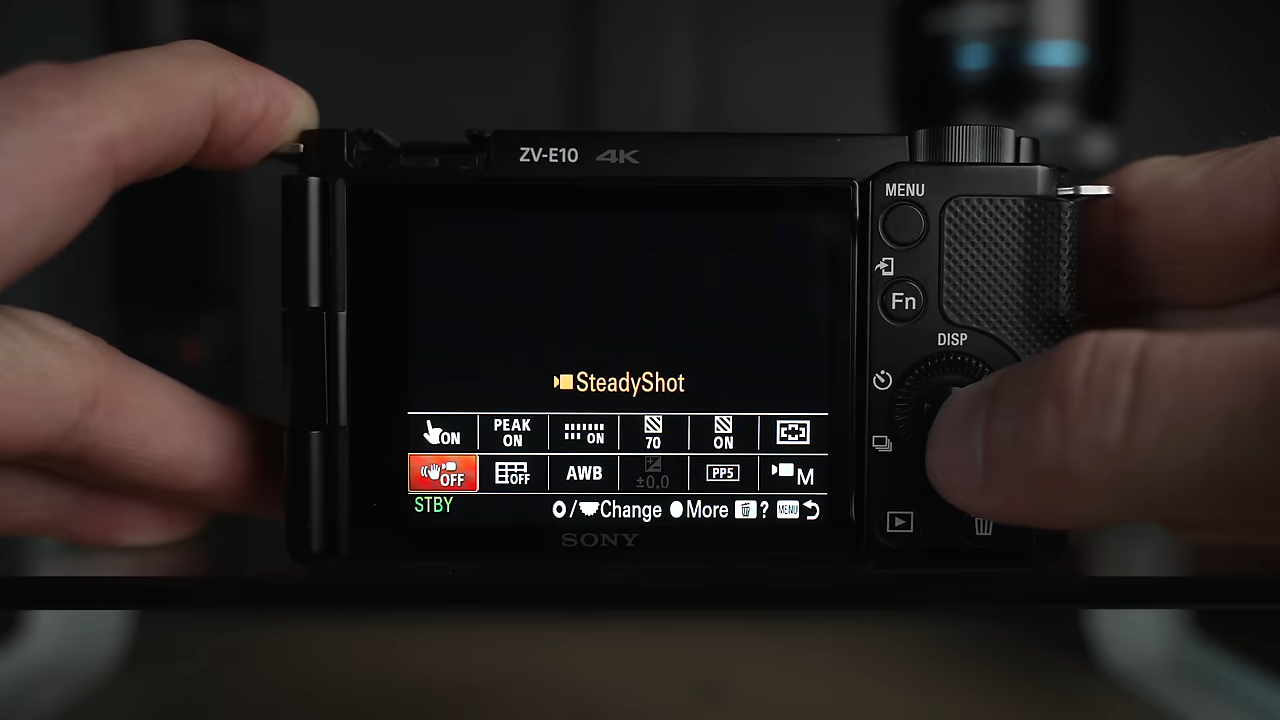 ZV-E10 4K
MENU
Fn
DISP
SteadyShot
ON PEAK ON ON 70 ON
OFF OFF AWB ±0.0 PP5 M
STBY
/ Change More ? MENU
SONY